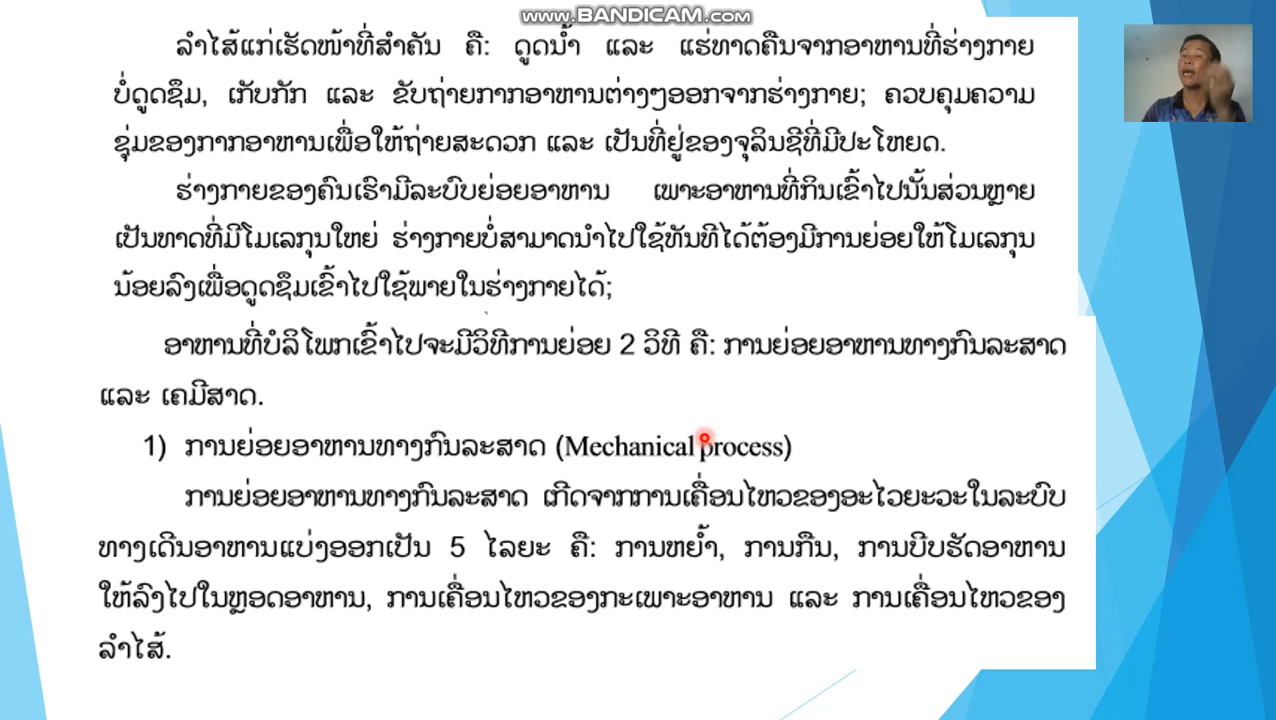 www.BANDICAM.com
ລຳໄສ້ແກ່ເຮັດໜ້າທີ່ສຳຄັນ ຄື: ດູດນ້ຳ ແລະ ແຮ່ທາດຄືນຈາກອາຫານທີ່ຮ່າງກາຍ
ບໍ່ດູດຊຶມ, ເກັບກັກ ແລະ ຂັບຖ່າຍກາກອາຫານຕ່າງໆອອກຈາກຮ່າງກາຍ; ຄວບຄຸມຄວາມ
ຊຸ່ມຂອງກາກອາຫານເພື່ອໃຫ້ຖ່າຍສະດວກ ແລະ ເປັນທີ່ຢູ່ຂອງຈຸລິນຊີທີ່ມີປະໂຫຍດ.
ຮ່າງກາຍຂອງຄົນເຮົາມີລະບົບຍ່ອຍອາຫານ ເພາະອາຫານທີ່ກິນເຂົ້າໄປນັ້ນສ່ວນຫຼາຍ
ເປັນທາດທີ່ມີໂມເລກຸນໃຫຍ່ ຮ່າງກາຍບໍ່ສາມາດນຳໄປໃຊ້ທັນທີໄດ້ຕ້ອງມີການຍ່ອຍໃຫ້ໂມເລກຸນ
ນ້ອຍລົງເພື່ອດູດຊຶມເຂົ້າໄປໃຊ້ພາຍໃນຮ່າງກາຍໄດ້;
ອາຫານທີ່ບໍລິໂພກເຂົ້າໄປຈະມີວິທີການຍ່ອຍ 2 ວິທີ ຄື: ການຍ່ອຍອາຫານທາງກົນລະສາດ
ແລະ ເຄມີສາດ.
1) ການຍ່ອຍອາຫານທາງກົນລະສາດ (Mechanical process)
ການຍ່ອຍອາຫານທາງກົນລະສາດ ເກີດຈາກການເຄື່ອນໄຫວຂອງອະໄວຍະວະໃນລະບົບ
ທາງເດີນອາຫານແບ່ງອອກເປັນ 5 ໄລຍະ ຄື: ການຫຍ້ຳ, ການກືນ, ການບີບຮັດອາຫານ
ໃຫ້ລົງໄປໃນຫຼອດອາຫານ, ການເຄື່ອນໄຫວຂອງກະເພາະອາຫານ ແລະ ການເຄື່ອນໄຫວຂອງ
ລຳໄສ້.